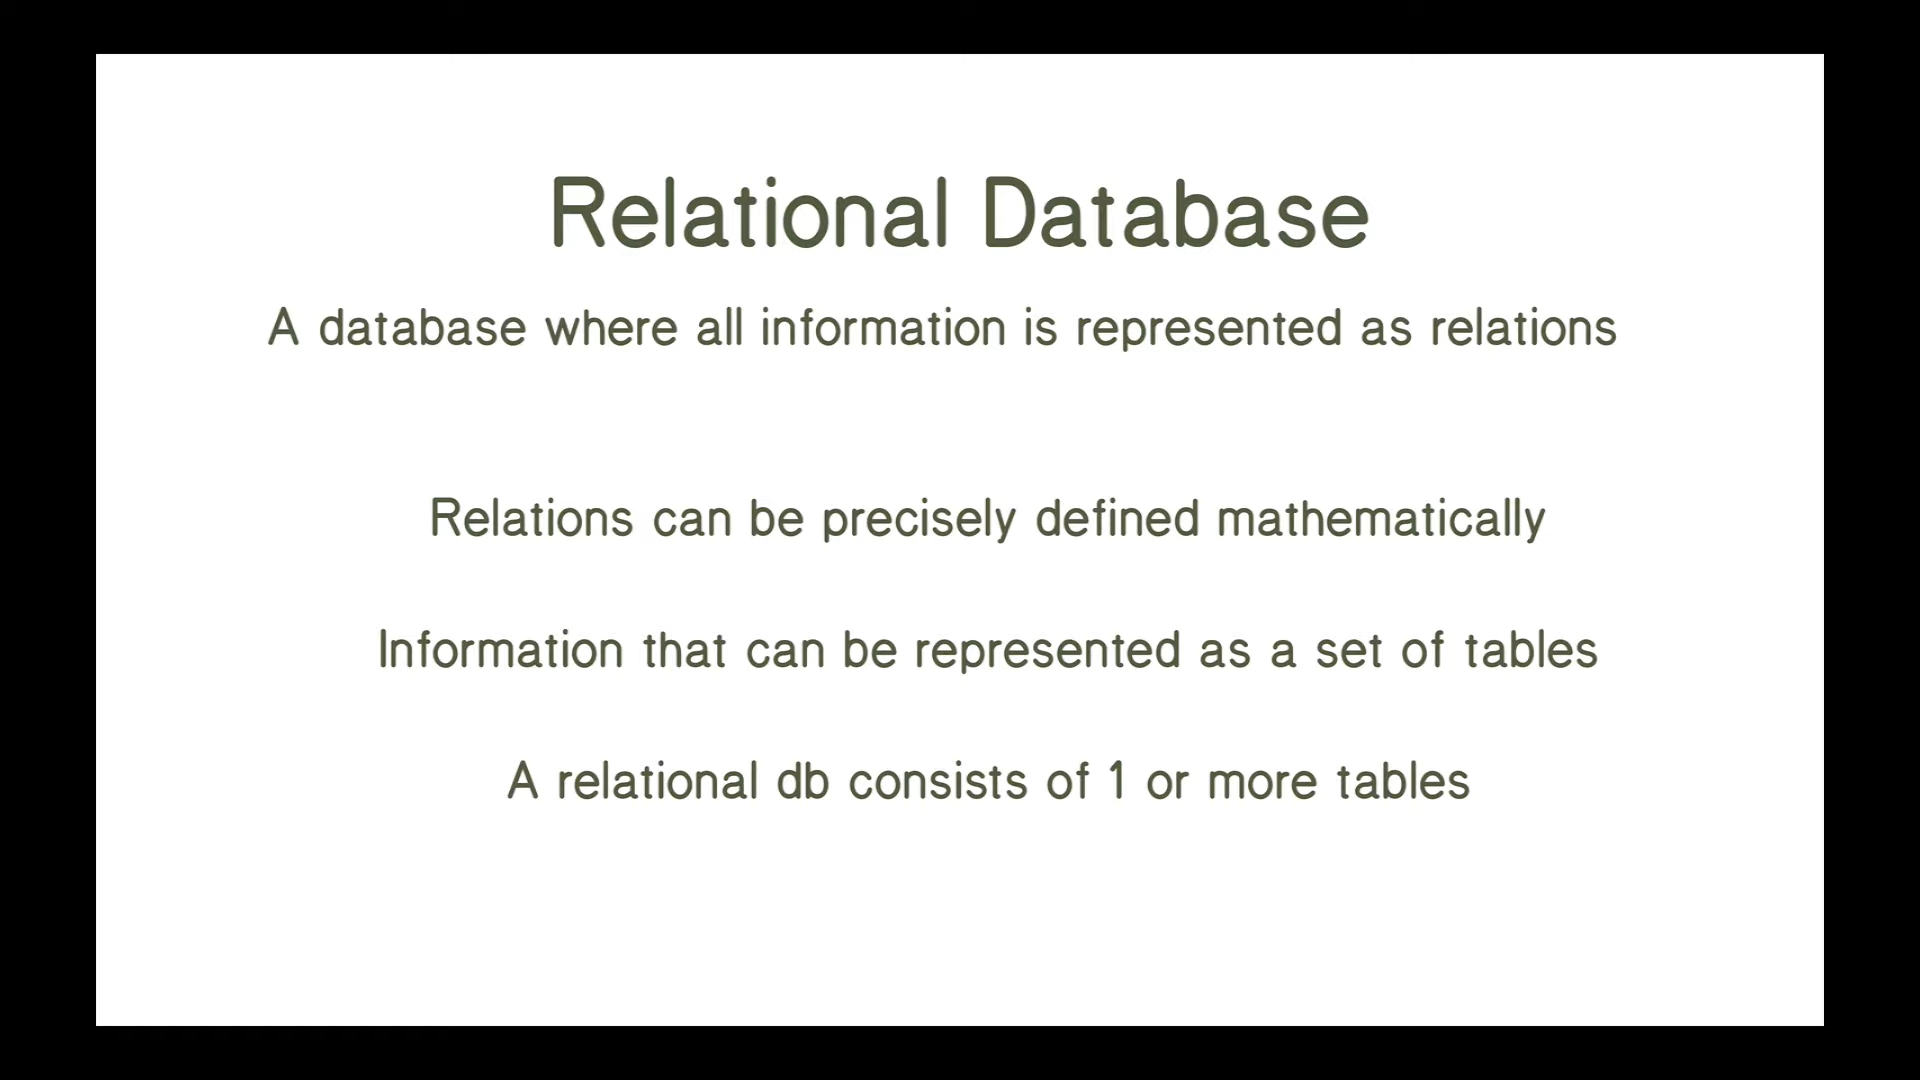 Relational Database
A database where all information is represented as relations
Relations can be precisely defined mathematically
Information that can be represented as a set of tables
A relational db consists of 1 or more tables